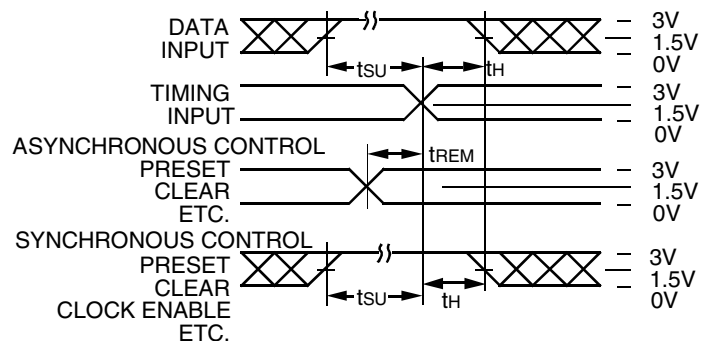 DATA
INPUT
tSU
tH
3V
1.5V
0V
TIMING
INPUT
3V
1.5V
0V
ASYNCHRONOUS CONTROL
PRESET
CLEAR
ETC.
tREM
3V
1.5V
0V
SYNCHRONOUS CONTROL
PRESET
CLEAR
CLOCK ENABLE
ETC.
tSU
tH
3V
1.5V
0V